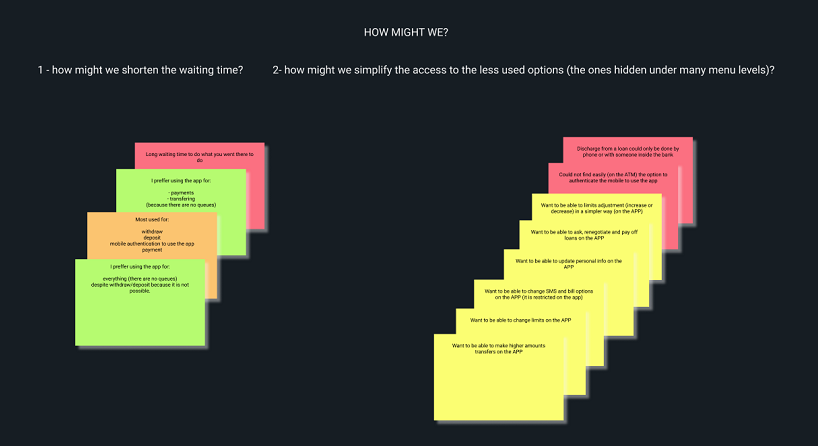 HOW MIGHT WE?
1 - how might we shorten the waiting time?
2- how might we simplify the access to the less used options (the ones hidden under many menu levels)?
Long waiting time to do what you went there to
do
I preffer using the app for:
- payments
- transfering
(because there are no queues)
Most used for:
withdraw
deposit
mobile authentication to use the app
payment
I preffer using the app for:
everything (there are no queues)
despite withdraw/deposit because it is not
possible,
Discharge from a loan could only be done by
phone or with someone inside the bank
Could not find easily (on the ATM) the option to
authenticate the mobile to use the app
Want to be able to limits adjustment (increase or
decrease) in a simpler way (on the APP)
Want to be able to ask, renegotiate and pay off
loans on the APP
Want to be able to update personal info on the
APP
Want to be able to change SMS and bill options
on the APP (it is restricted on the app)
Want to be able to change limits on the APP
Want to be able to make higher amounts
transfers on the APP